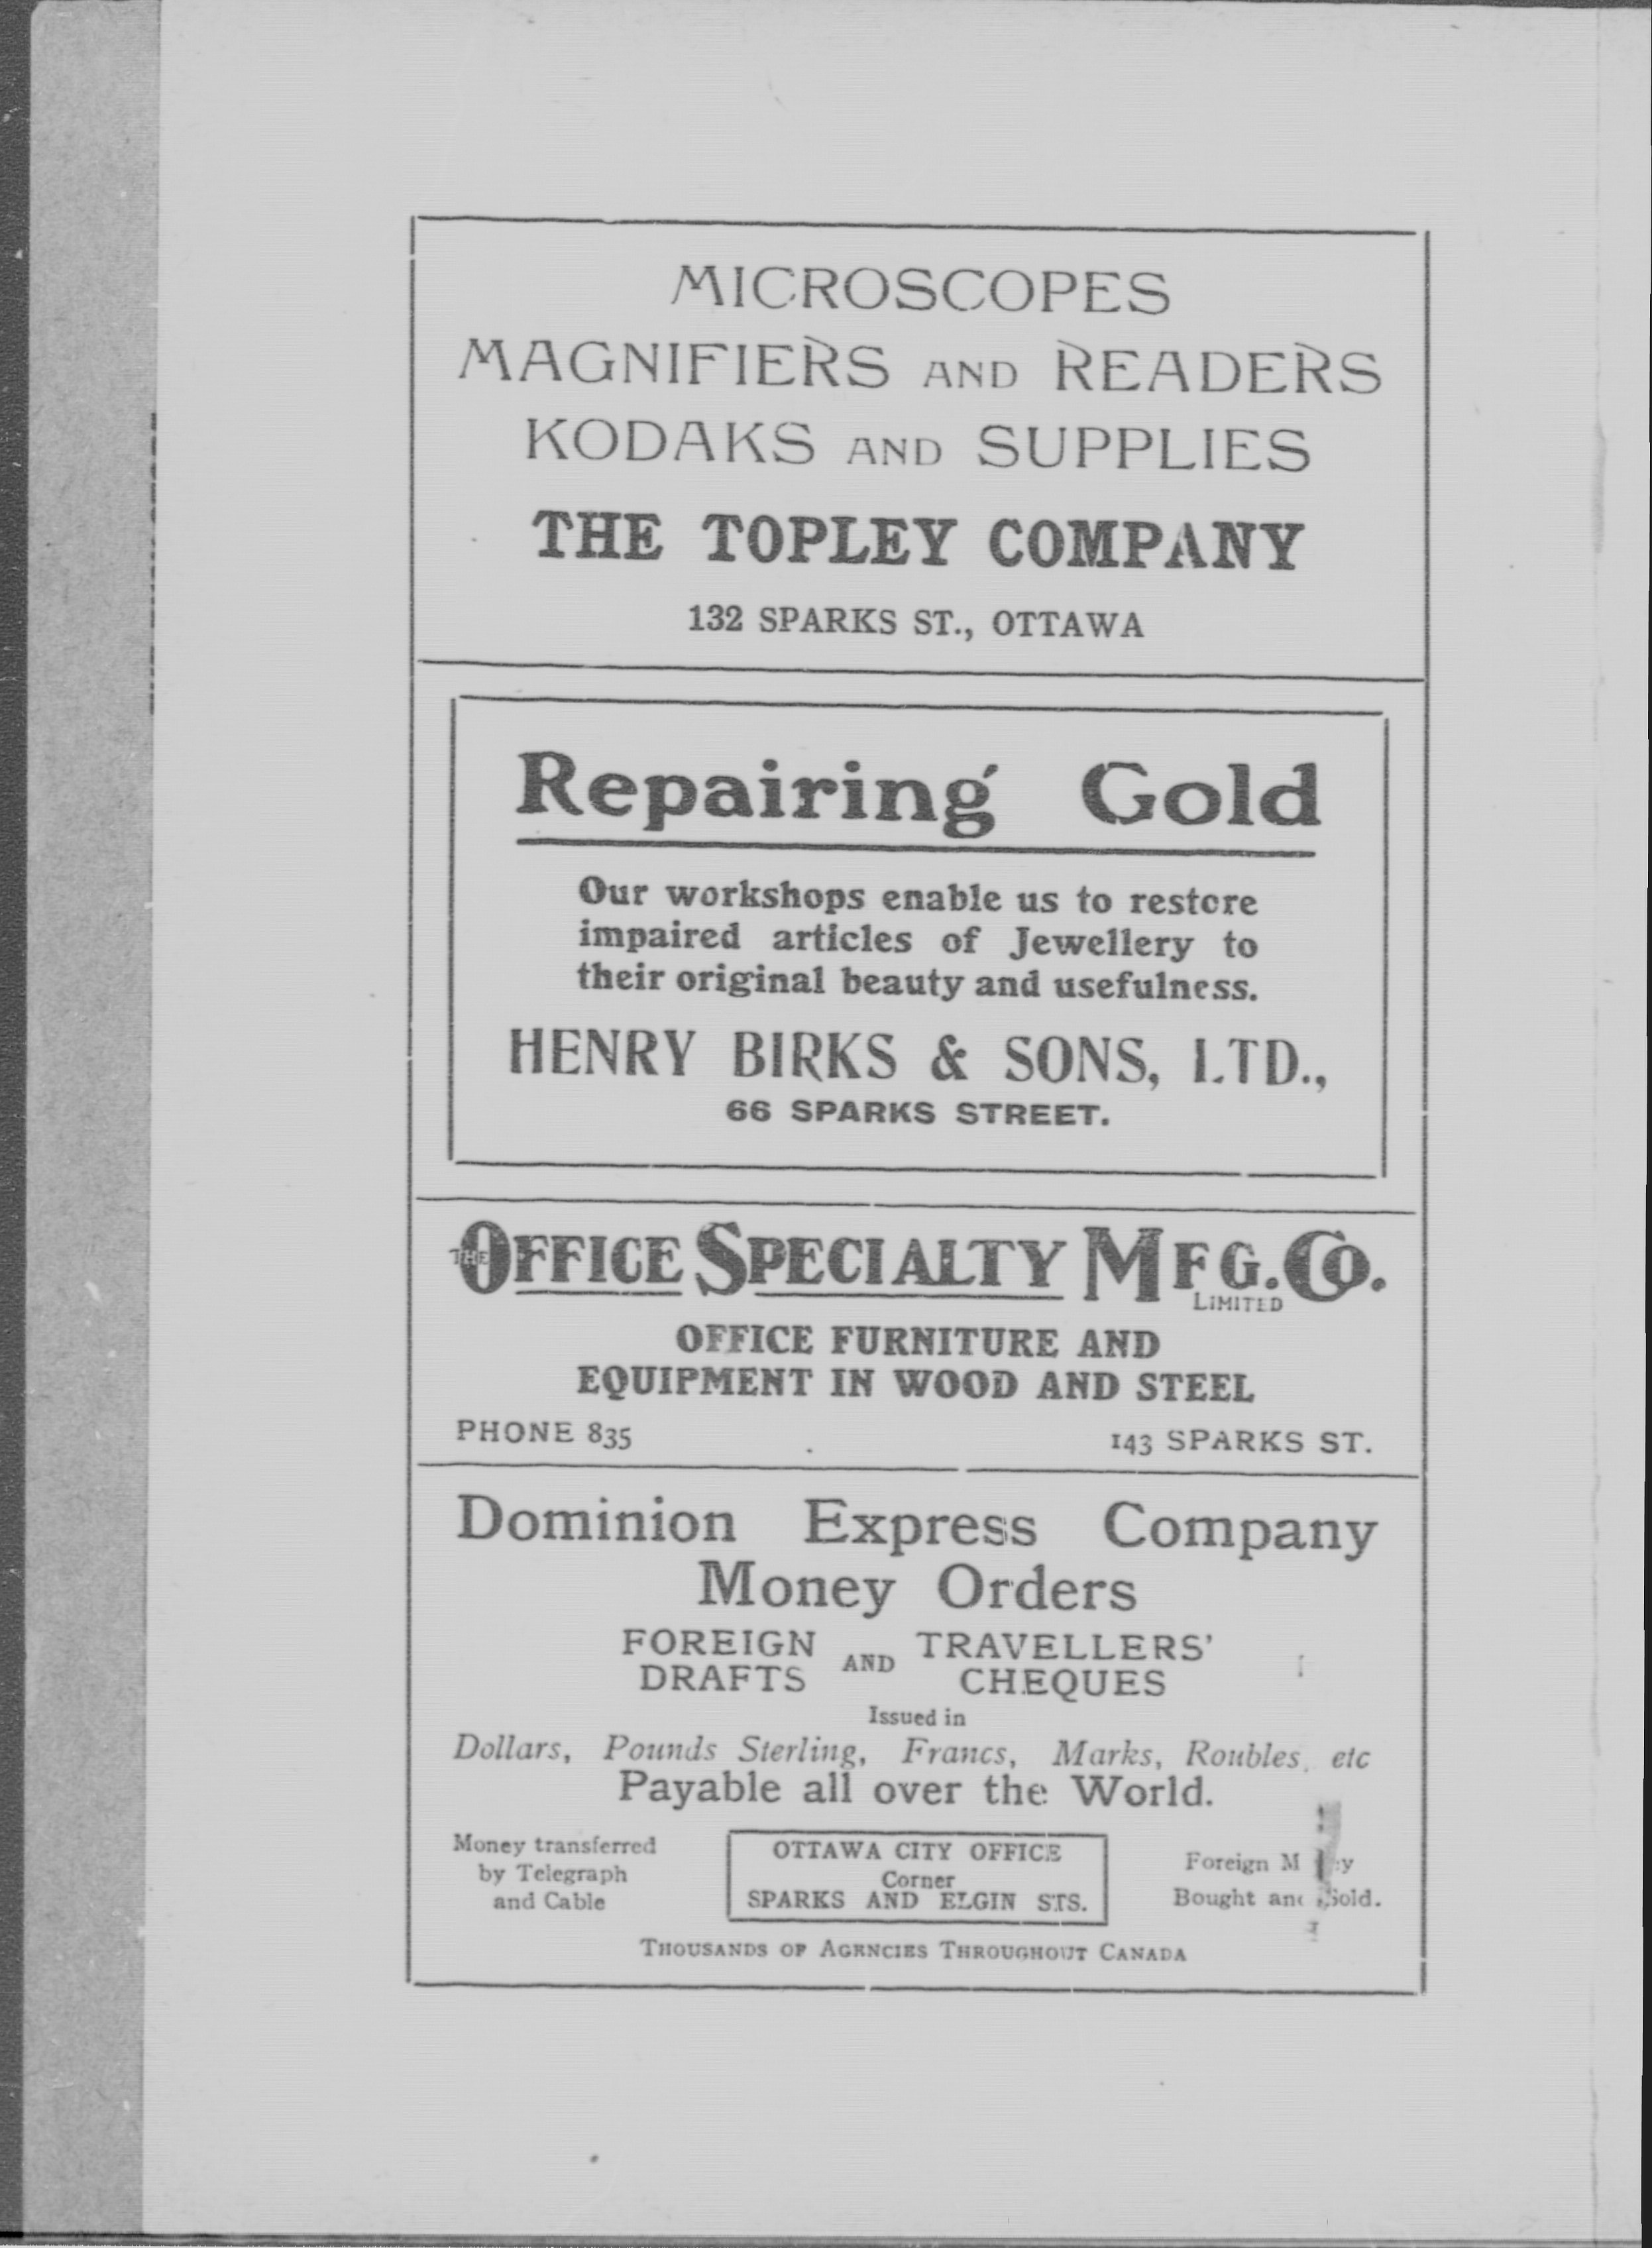 MICROSCOPES
MAGNIFIERS AND READERS
KODAKS AND SUPPLIES
THE TOPLEY COMPANY
132 SPARKS ST., OTTAWA
Repairing Gold
Our workshops enable us to restore
impaired articles of Jewellery to
their original beauty and usefulness.
HENRY BIRKS & SONS, LTD.,
66 SPARKS STREET.
THE OFFICE SPECIALTY MFG. CO.
LIMITED
OFFICE FURNITURE AND
EQUIPMENT IN WOOD AND STEEL
PHONE 835 143 SPARKS ST.
Dominion Express Company
Money Orders
FOREIGN DRAFTS AND TRAVELLERS' CHEQUES
Issued in
Dollars, Pounds Sterling, Francs, Marks, Roubles, etc
Payable all over the World.
Money transferred
by Telegraph
and Cable
OTTAWA CITY OFFICE
Corner
SPARKS AND ELGIN STS.
Foreign
Bought and Sold.
THOUSANDS OF AGRNCIES THROUGHOUT CANADA